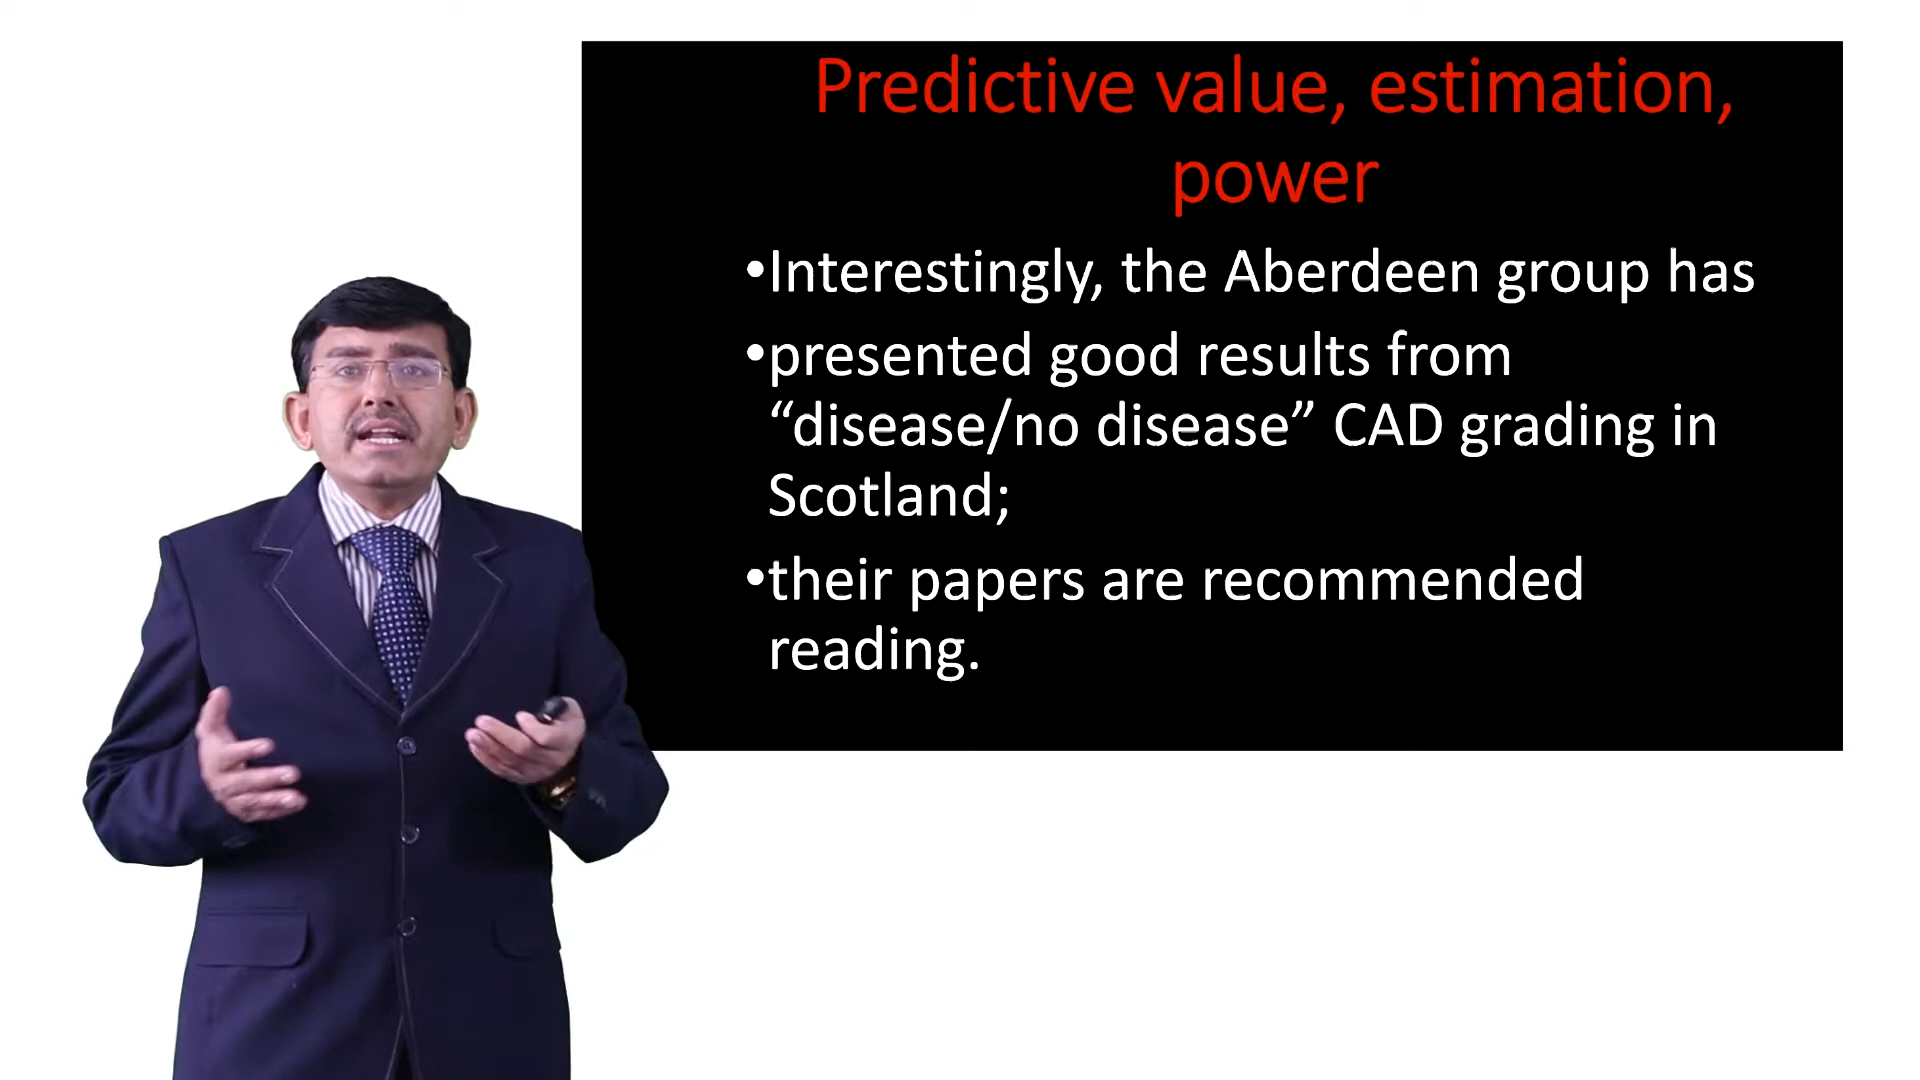 Predictive value, estimation,
power
•Interestingly, the Aberdeen group has
•presented good results from
“disease/no disease” CAD grading in
Scotland;
•their papers are recommended
reading.